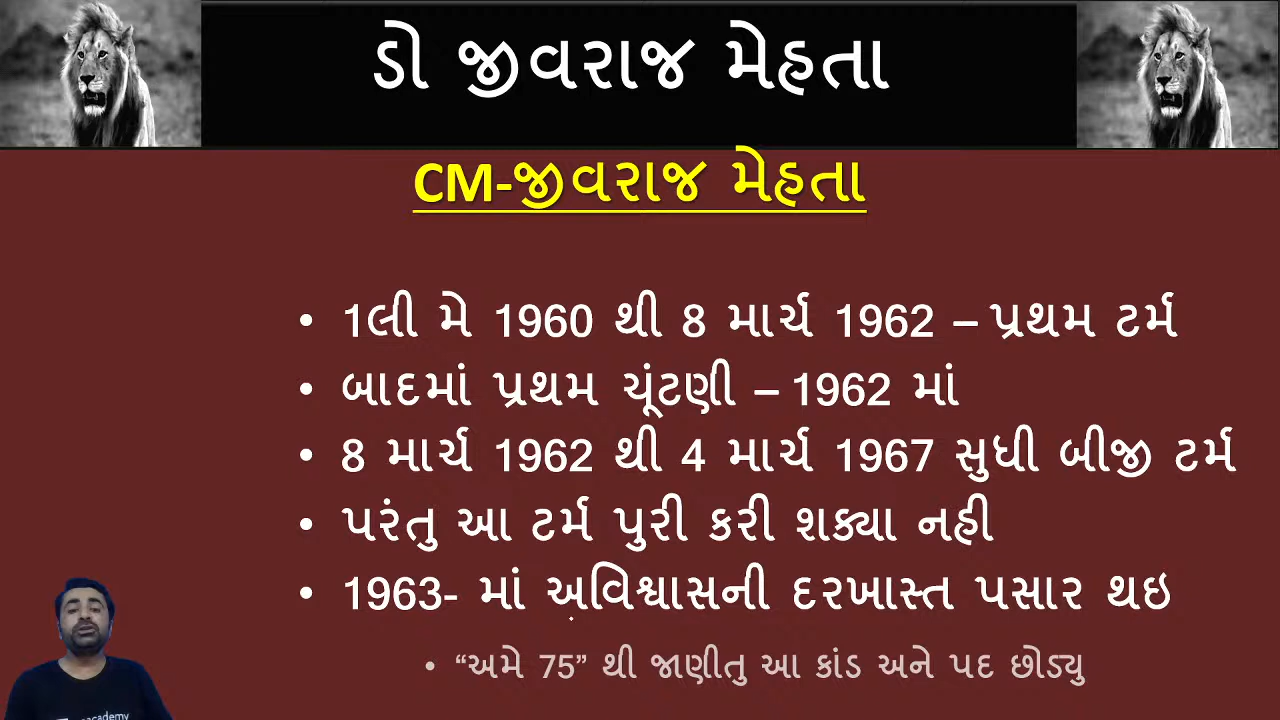 ડો જીવરાજ મેહતા
CM-જીવરાજ મેહતા
• 1લી મે 1960 થી 8 માર્ચ 1962 – પ્રથમ ટર્મ
• બાદમાં પ્રથમ ચૂંટણી – 1962 માં
• 8 માર્ચ 1962 થી 4 માર્ચ 1967 સુધી બીજી ટર્મ
• પરંતુ આ ટર્મ પુરી કરી શક્યા નહી
• 1963- માં અવિશ્વાસની દરખાસ્ત પસાર થઇ
• “અમે 75” થી જાણીતુ આ કાંડ અને પદ છોડ્યુ